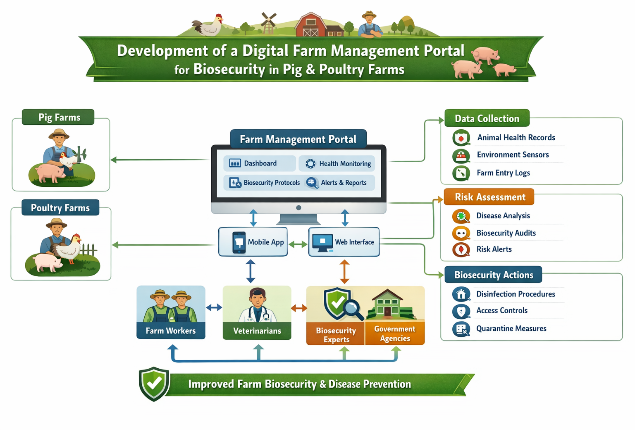 Development of a Digital Farm Management Portal
for Biosecurity in Pig & Poultry Farms
Pig Farms
Poultry Farms
Farm Management Portal
Dashboard
Health Monitoring
Biosecurity Protocols
Alerts & Reports
Mobile App
Web Interface
Farm Workers
Veterinarians
Biosecurity
Experts
Government
Agencies
Data Collection
Animal Health Records
Environment Sensors
Farm Entry Logs
Risk Assessment
Disease Analysis
Biosecurity Audits
Risk Alerts
Biosecurity Actions
Disinfection Procedures
Access Controls
Quarantine Measures
Improved Farm Biosecurity & Disease Prevention